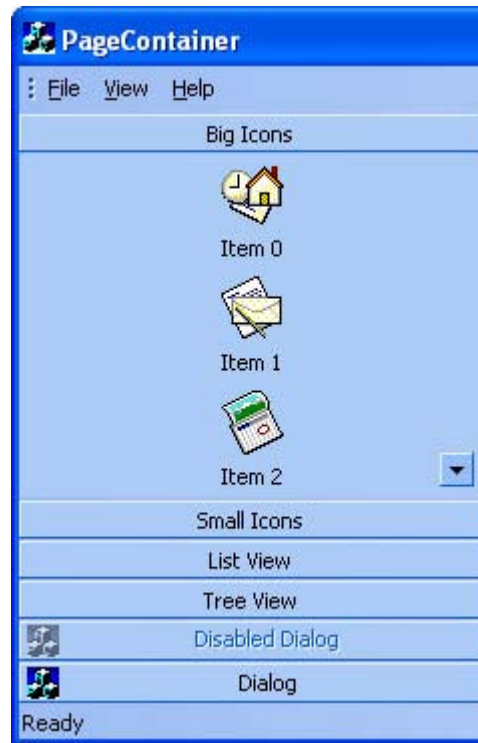 PageContainer
File View Help
Big Icons
Item 0
Item 1
Item 2
Small Icons
List View
Tree View
Disabled Dialog
Dialog
Ready